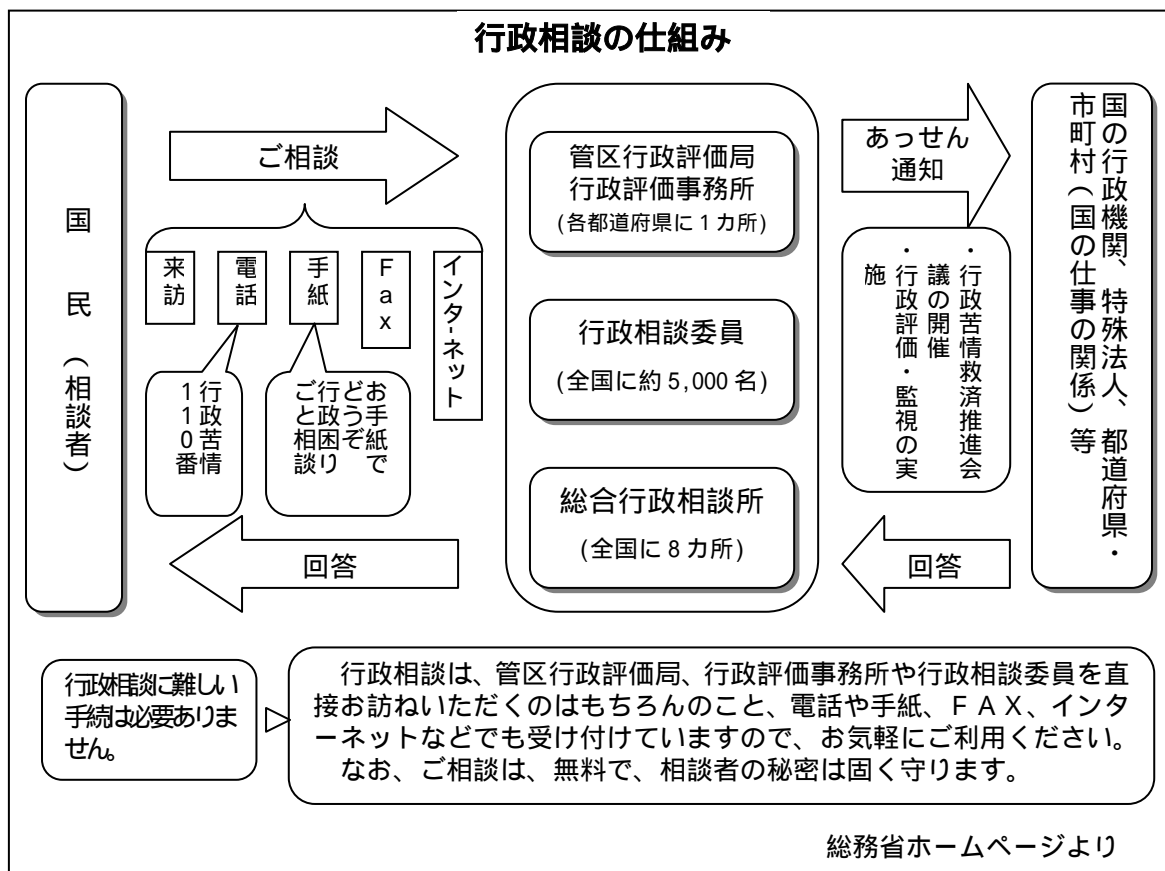 行政相談の仕組み
国民（相談者）
ご相談
来訪
電話
手紙
Fax
インターネット
行政苦情
110番
お手紙で
どうぞ
行政困り
ごと相談
回答
管区行政評価局
行政評価事務所
(各都道府県に1カ所)
行政相談委員
(全国に約5,000名)
総合行政相談所
(全国に8カ所)
あっせん
通知
・行政苦情救済推進会
議の開催
・行政評価・監視の実
施
回答
国の行政機関、特殊法人、都道府県・
市町村（国の仕事の関係）等
行政相談に難しい
手続は必要ありま
せん。
行政相談は、管区行政評価局、行政評価事務所や行政相談委員を直
接お訪ねいただくのはもちろんのこと、電話や手紙、ＦＡＸ、インタ
ーネットなどでも受け付けていますので、お気軽にご利用ください。
なお、ご相談は、無料で、相談者の秘密は固く守ります。
総務省ホームページより